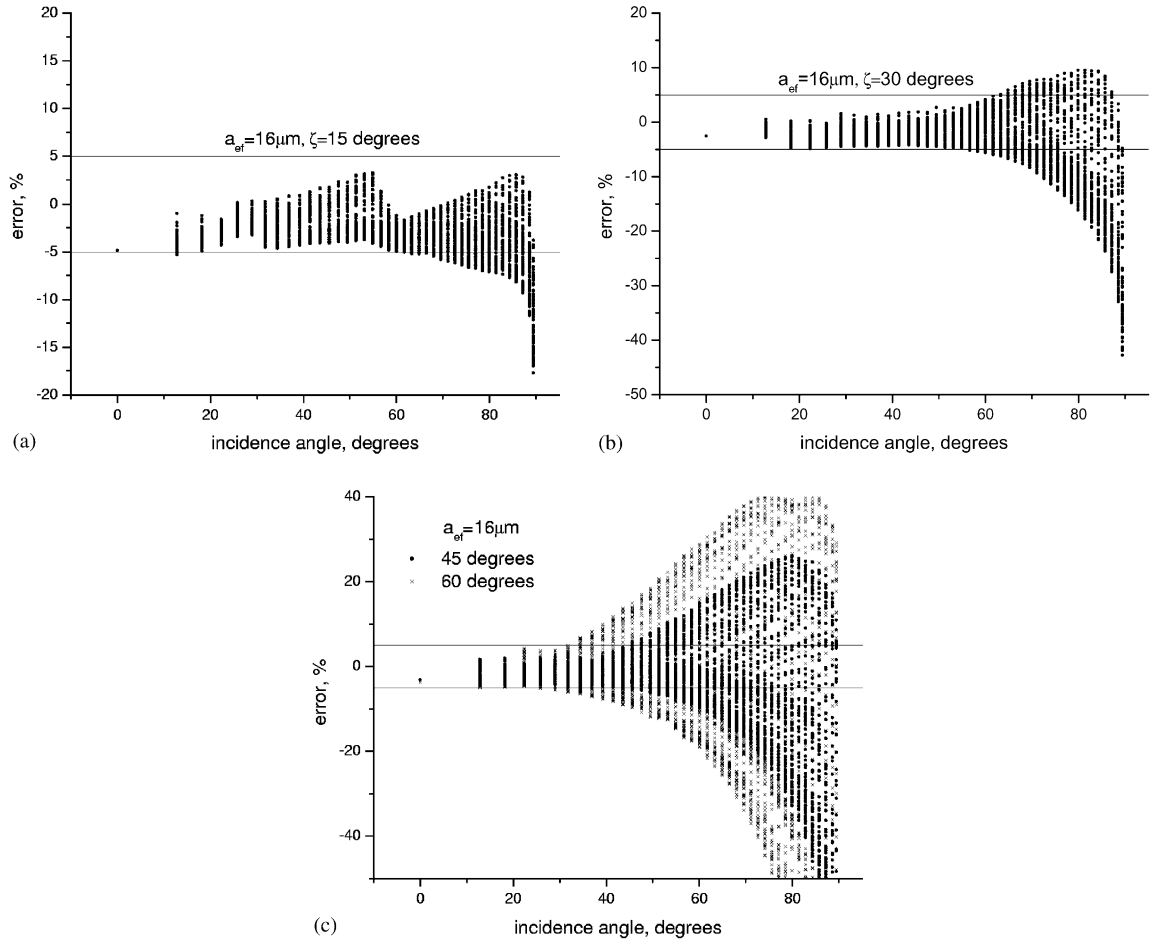 20
15
10
5
0
-5
-10
-15
-20
error, %
a_ef=16μm, ζ=15 degrees
0 20 40 60 80
incidence angle, degrees
(a)
20
10
0
-10
-20
-30
-40
-50
error, %
a_ef=16μm, ζ=30 degrees
0 20 40 60 80
incidence angle, degrees
(b)
40
20
0
-20
-40
error, %
a_ef=16μm
45 degrees
60 degrees
0 20 40 60 80
incidence angle, degrees
(c)